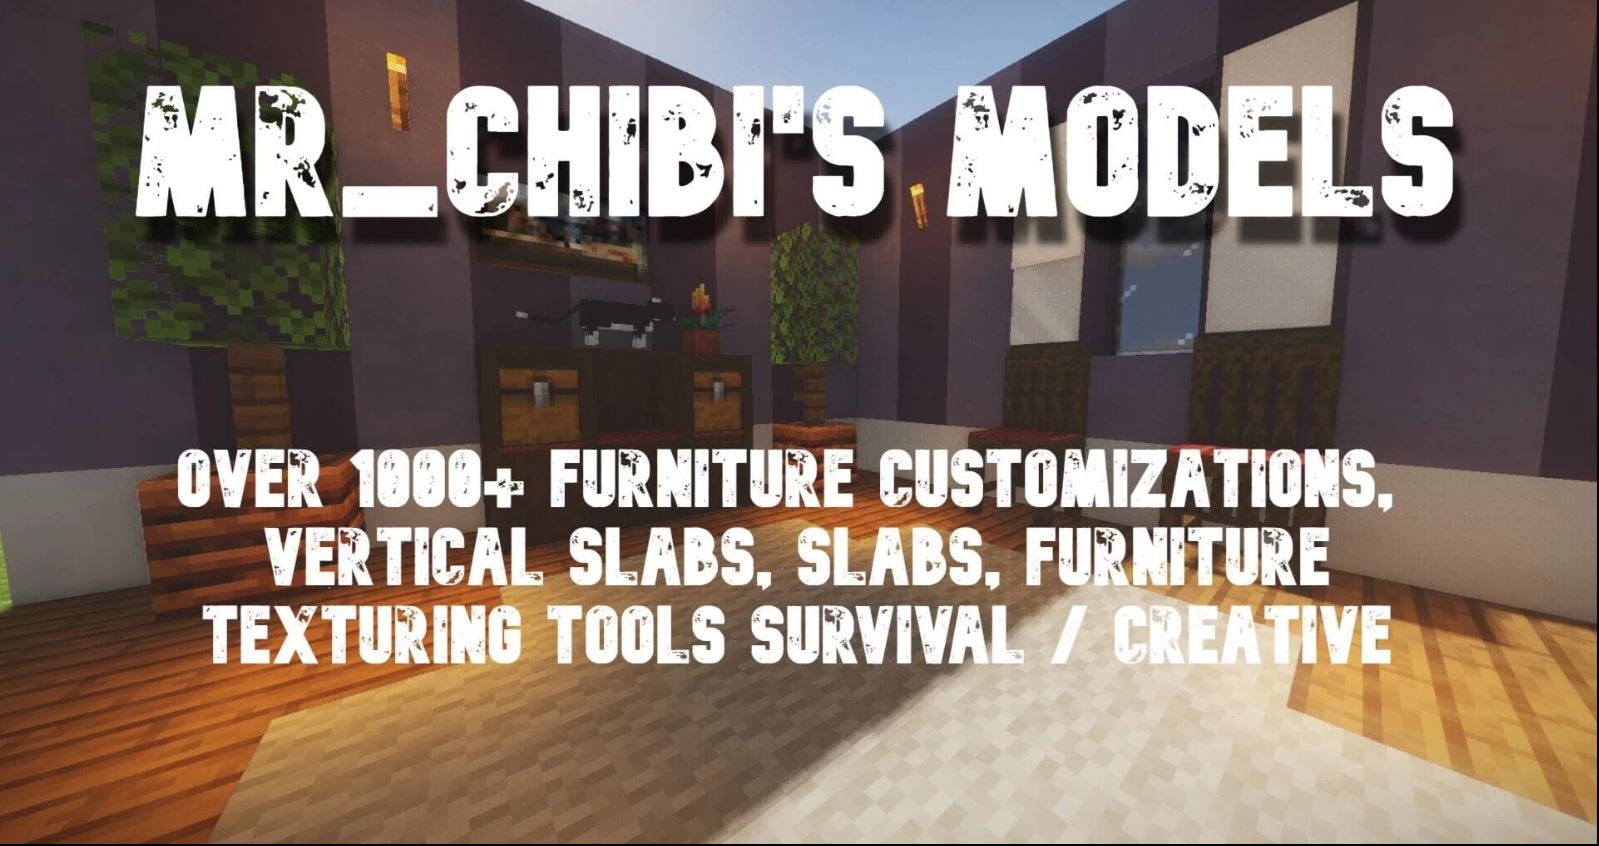 MR_CHIBI'S MODELS
OVER 1000+ FURNITURE CUSTOMIZATIONS,
VERTICAL SLABS, SLABS, FURNITURE
TEXTURING TOOLS SURVIVAL / CREATIVE